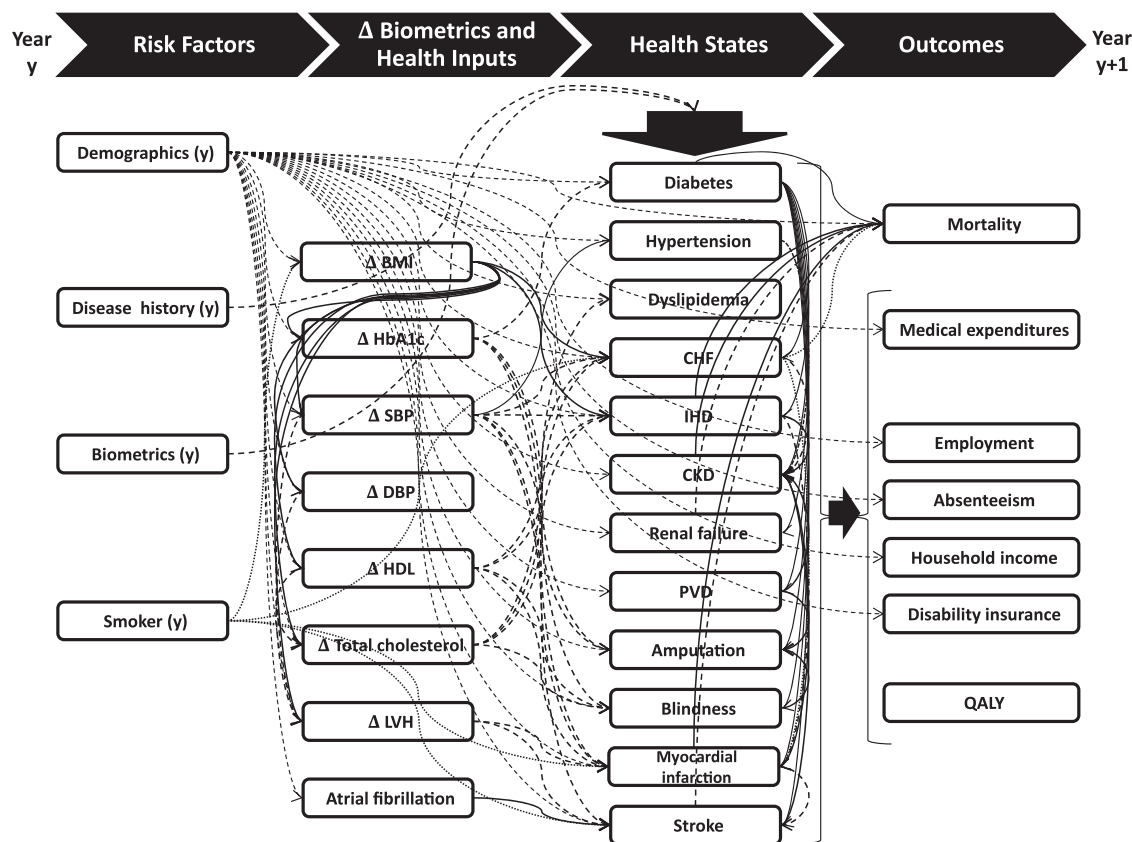 Year
y
Risk Factors
Δ Biometrics and
Health Inputs
Health States
Outcomes
Year
y+1
Demographics (y)
Disease history (y)
Biometrics (y)
Smoker (y)
Δ BMI
Δ HbA1c
Δ SBP
Δ DBP
Δ HDL
Δ Total cholesterol
Δ LVH
Atrial fibrillation
Diabetes
Hypertension
Dyslipidemia
CHF
IHD
CKD
Renal failure
PVD
Amputation
Blindness
Myocardial
infarction
Stroke
Mortality
Medical expenditures
Employment
Absenteeism
Household income
Disability insurance
QALY